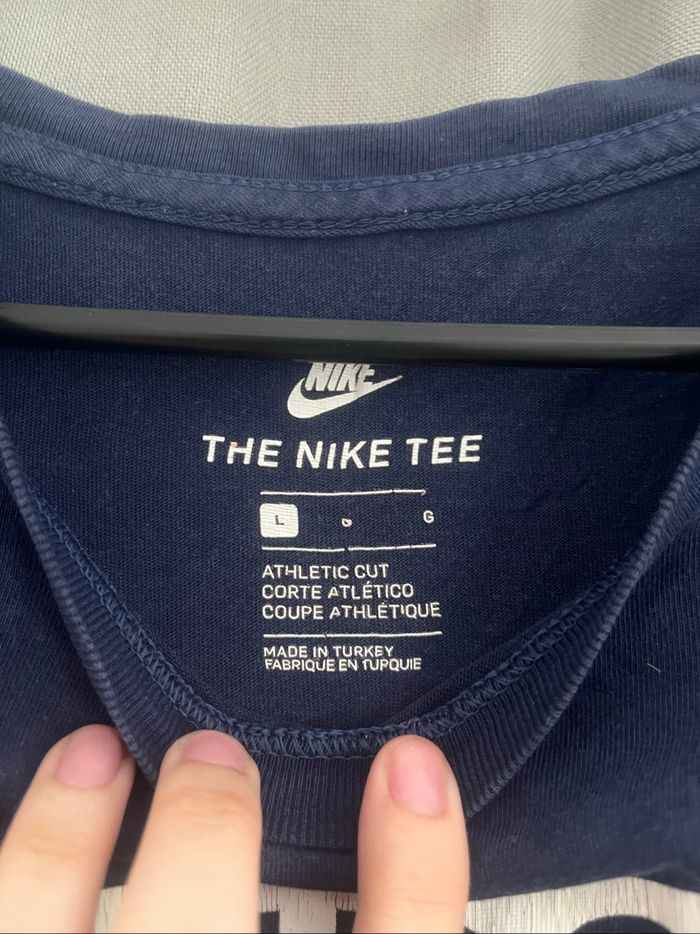 NIKE
THE NIKE TEE
L G
ATHLETIC CUT
CORTE ATLÉTICO
COUPE ATHLÉTIQUE
MADE IN TURKEY
FABRIQUE EN TURQUIE